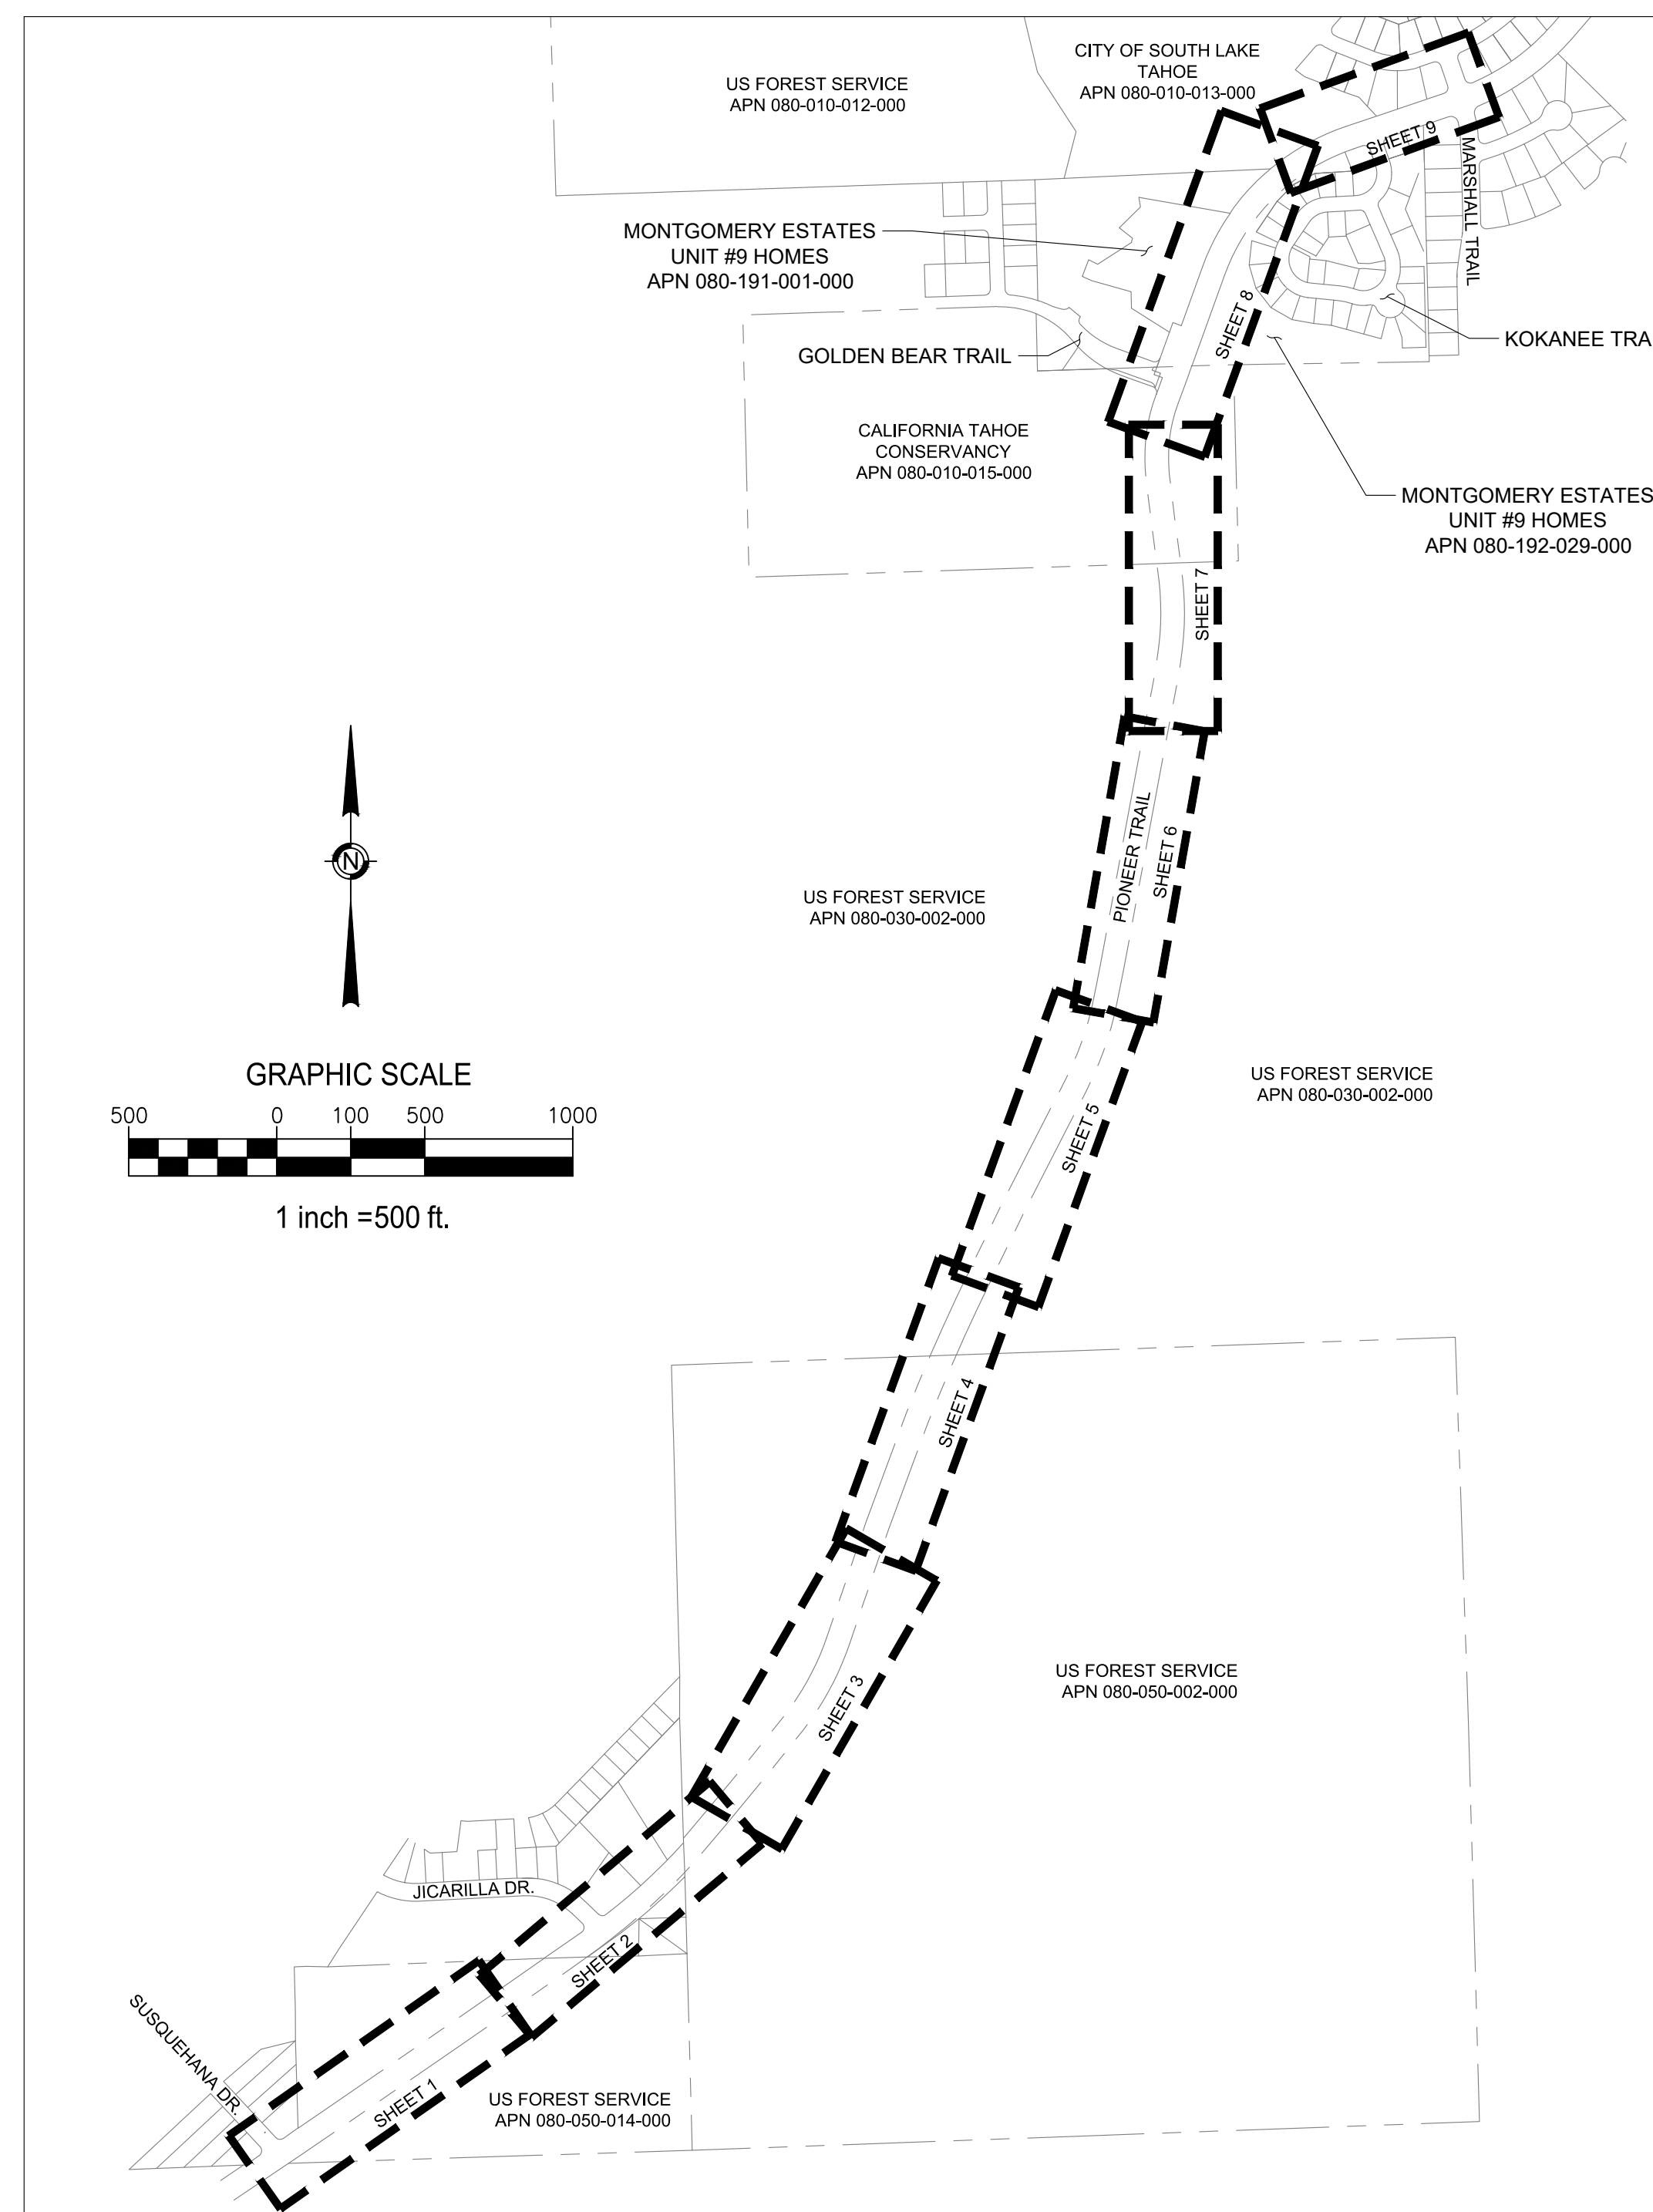 CITY OF SOUTH LAKE
TAHOE
APN 080-010-013-000
US FOREST SERVICE
APN 080-010-012-000
SHEET 9
MARSHALL TRAIL
MONTGOMERY ESTATES
UNIT #9 HOMES
APN 080-191-001-000
SHEET 8
KOKANEE TRA
GOLDEN BEAR TRAIL
CALIFORNIA TAHOE
CONSERVANCY
APN 080-010-015-000
MONTGOMERY ESTATES
UNIT #9 HOMES
APN 080-192-029-000
SHEET 7
PIONEER TRAIL
SHEET 6
N
US FOREST SERVICE
APN 080-030-002-000
GRAPHIC SCALE
500 0 100 500 1000
1 inch =500 ft.
US FOREST SERVICE
APN 080-030-002-000
SHEET 5
SHEET 4
US FOREST SERVICE
APN 080-050-002-000
SHEET 3
JICARILLA DR.
SHEET 2
SUSQUEHANA DR.
SHEET 1
US FOREST SERVICE
APN 080-050-014-000